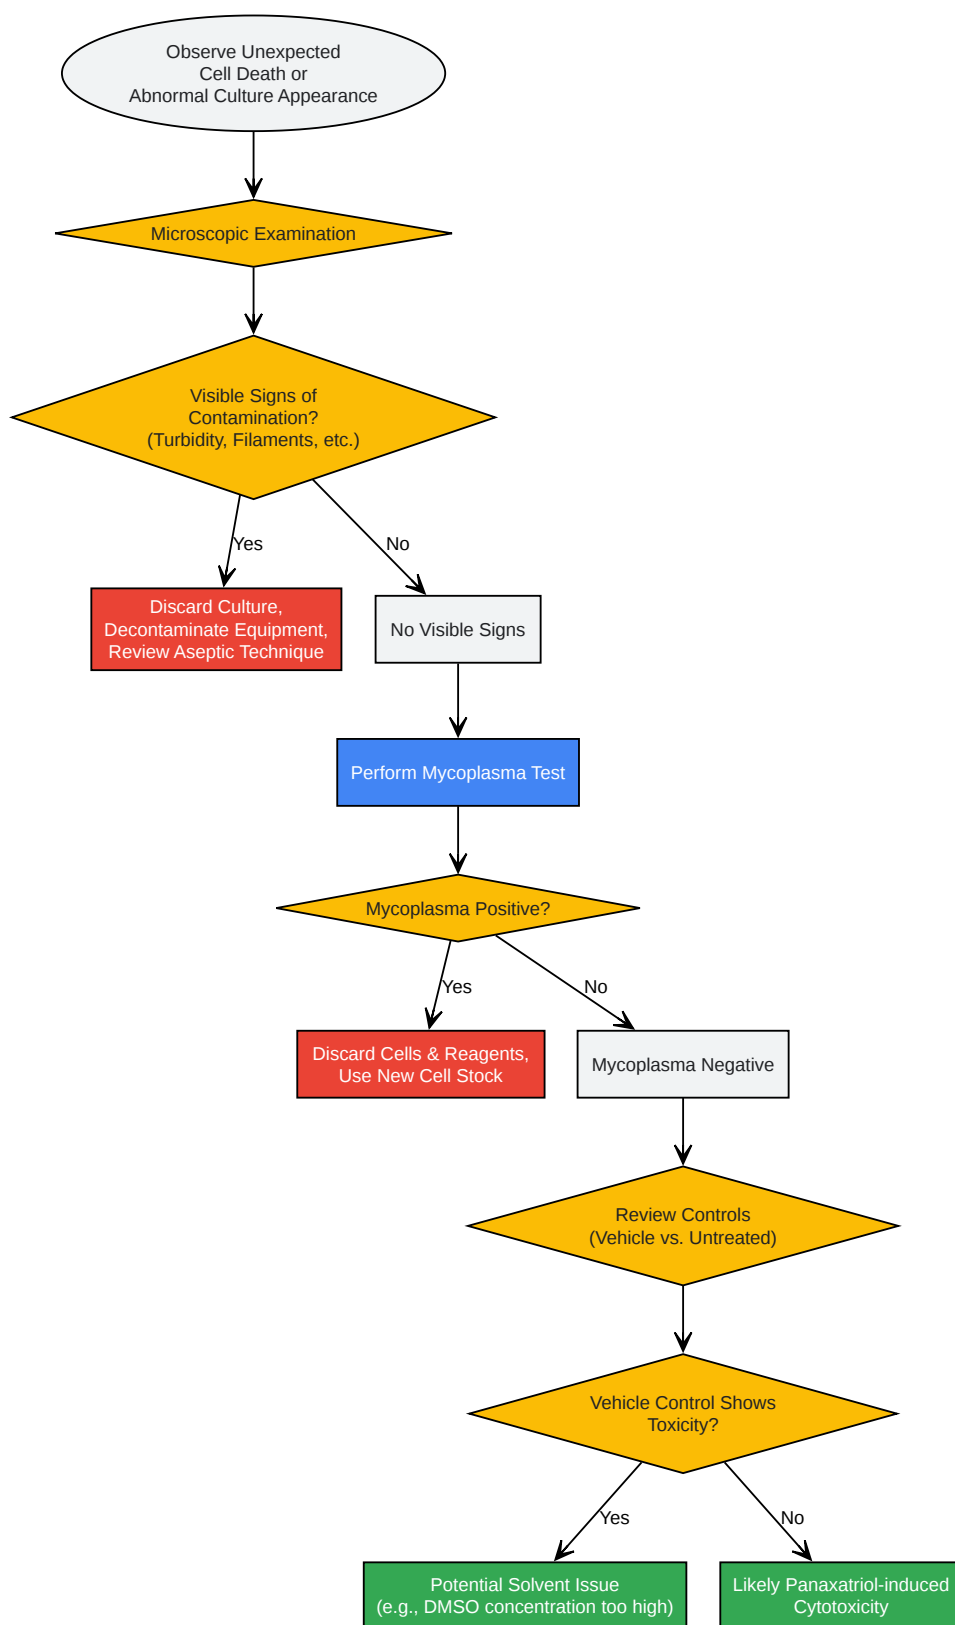 Observe Unexpected
Cell Death or
Abnormal Culture Appearance
Microscopic Examination
Visible Signs of
Contamination?
(Turbidity, Filaments, etc.)
Yes
No
Discard Culture,
Decontaminate Equipment,
Review Aseptic Technique
No Visible Signs
Perform Mycoplasma Test
Mycoplasma Positive?
Yes
No
Discard Cells & Reagents,
Use New Cell Stock
Mycoplasma Negative
Review Controls
(Vehicle vs. Untreated)
Vehicle Control Shows
Toxicity?
Yes
No
Potential Solvent Issue
(e.g., DMSO concentration too high)
Likely Panaxatriol-induced
Cytotoxicity